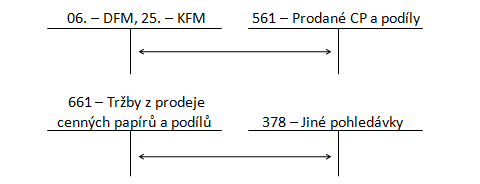 06. – DFM, 25. – KFM
561 – Prodané CP a podíly
661 – Tržby z prodeje
cenných papírů a podílů
378 – Jiné pohledávky